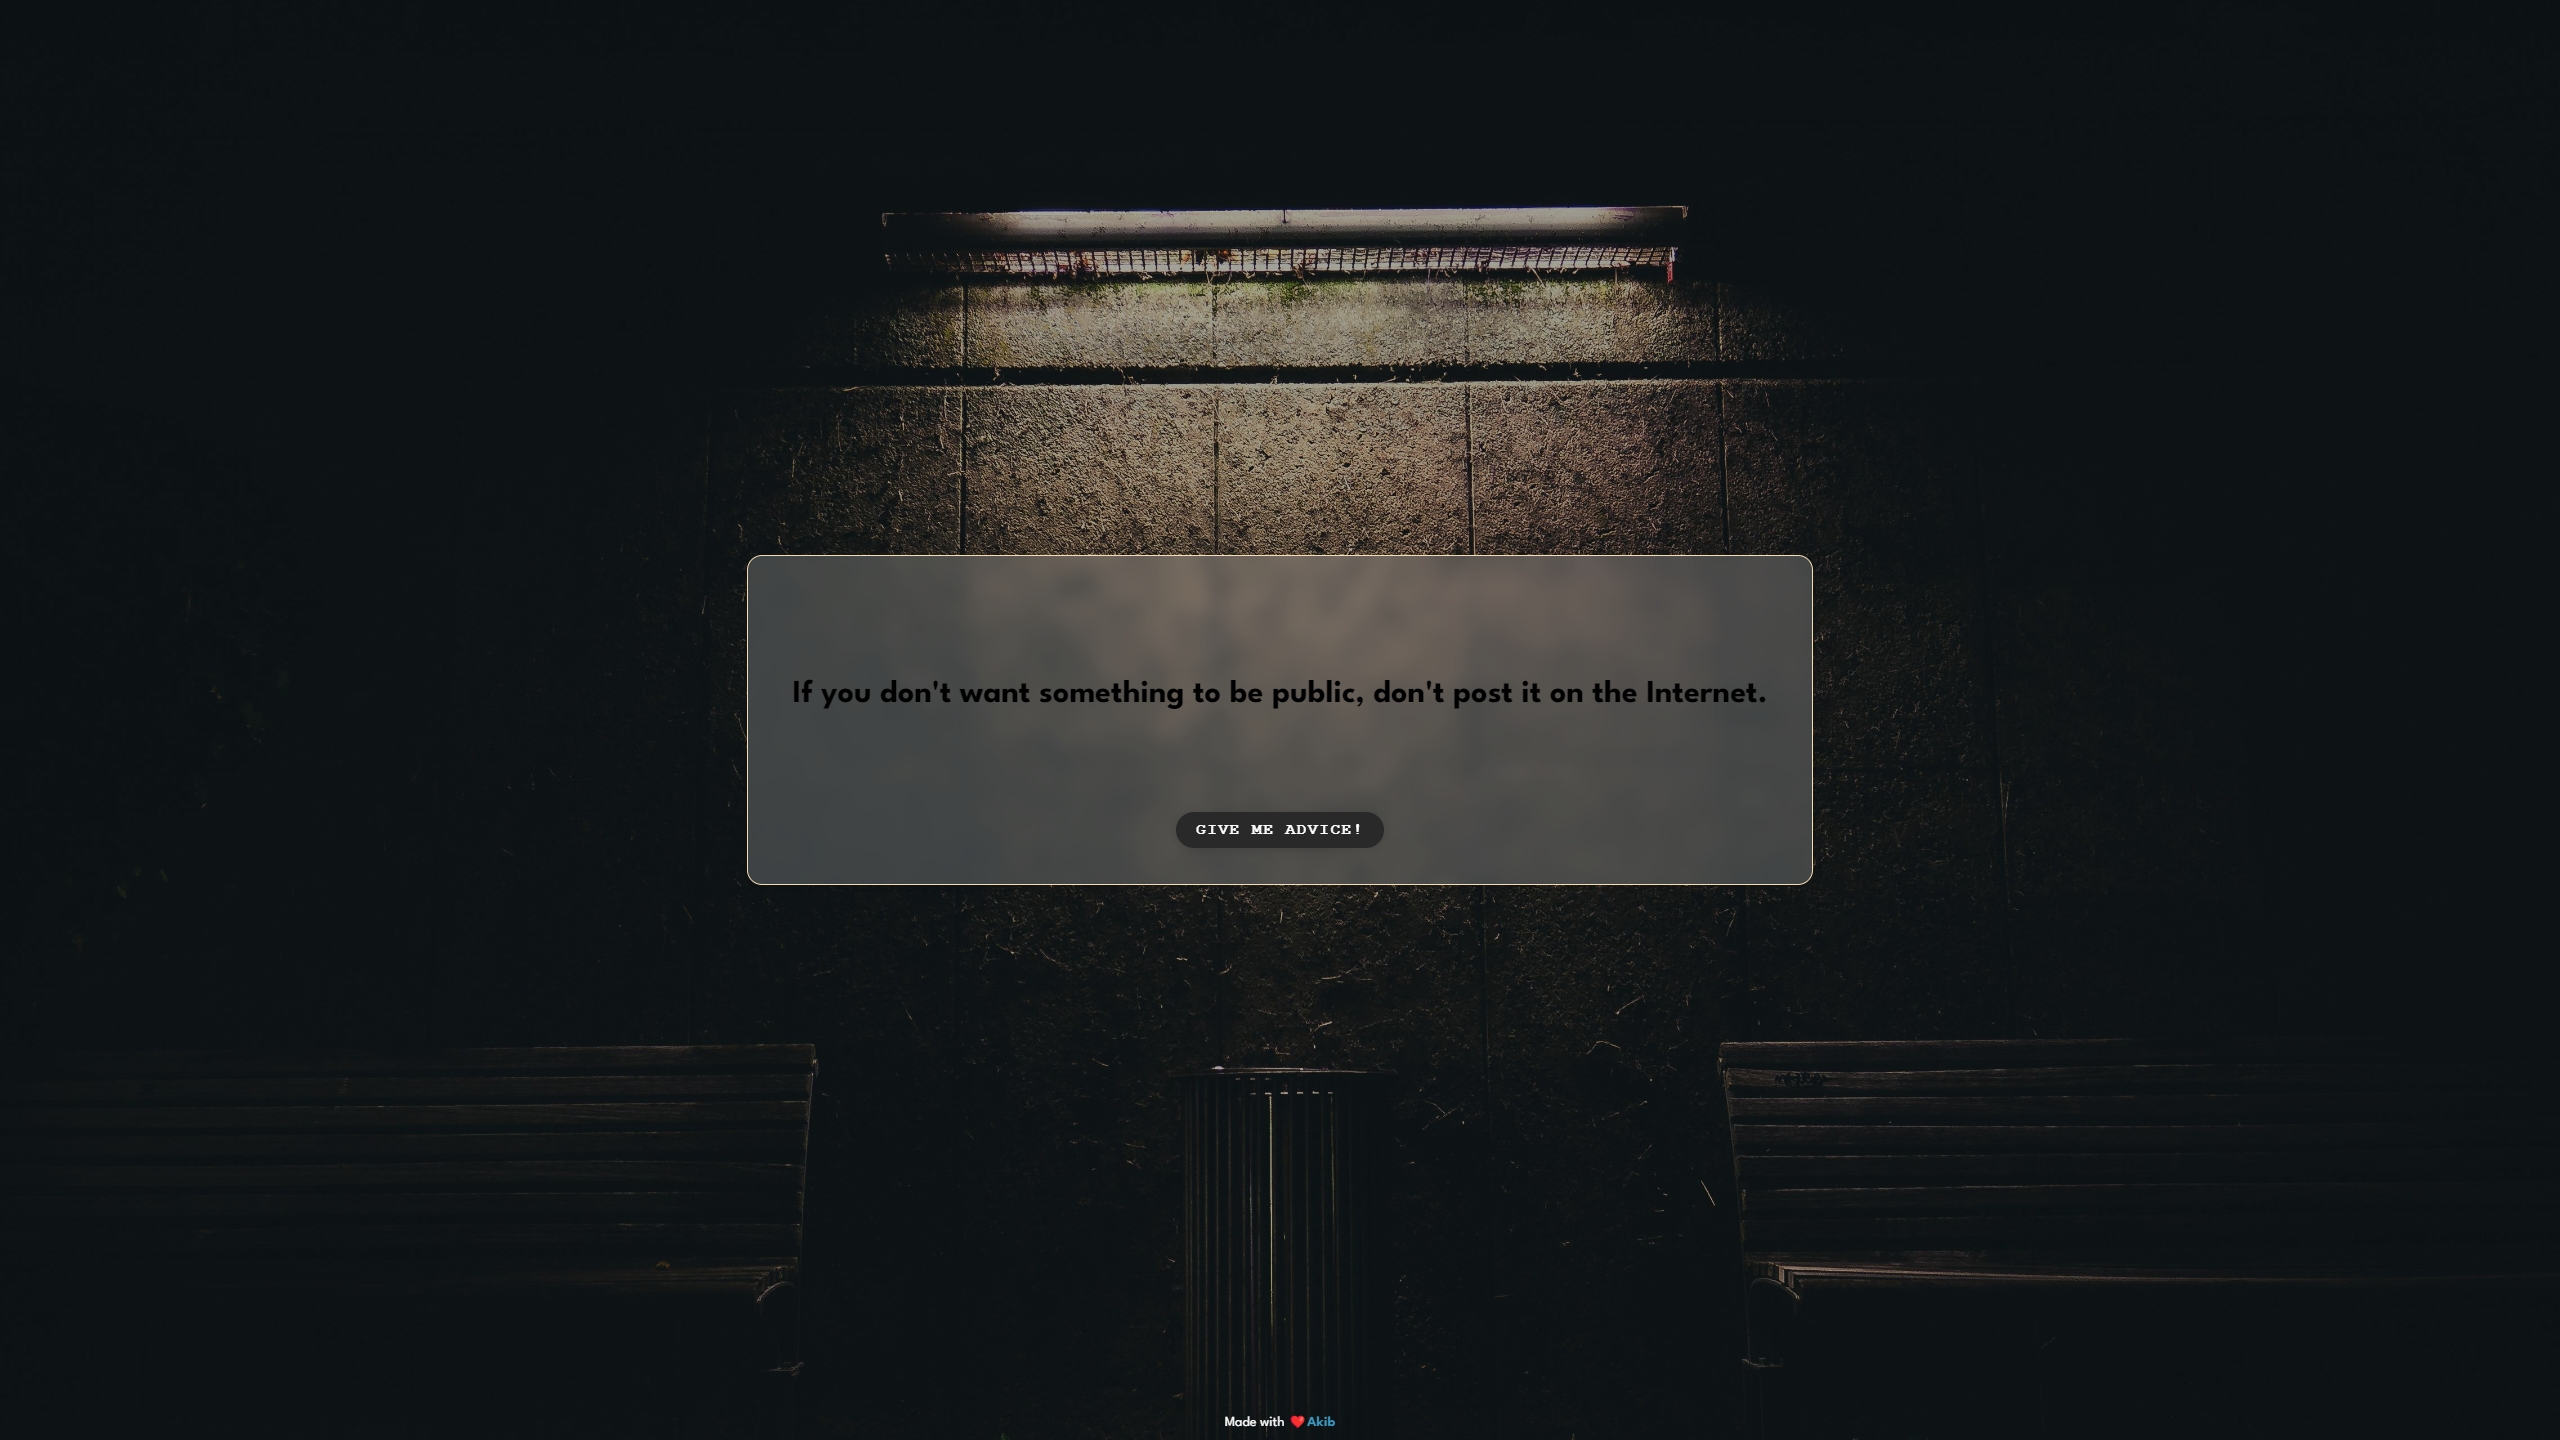 If you don't want something to be public, don't post it on the Internet.
GIVE ME ADVICE!
Made with ❤️Akib